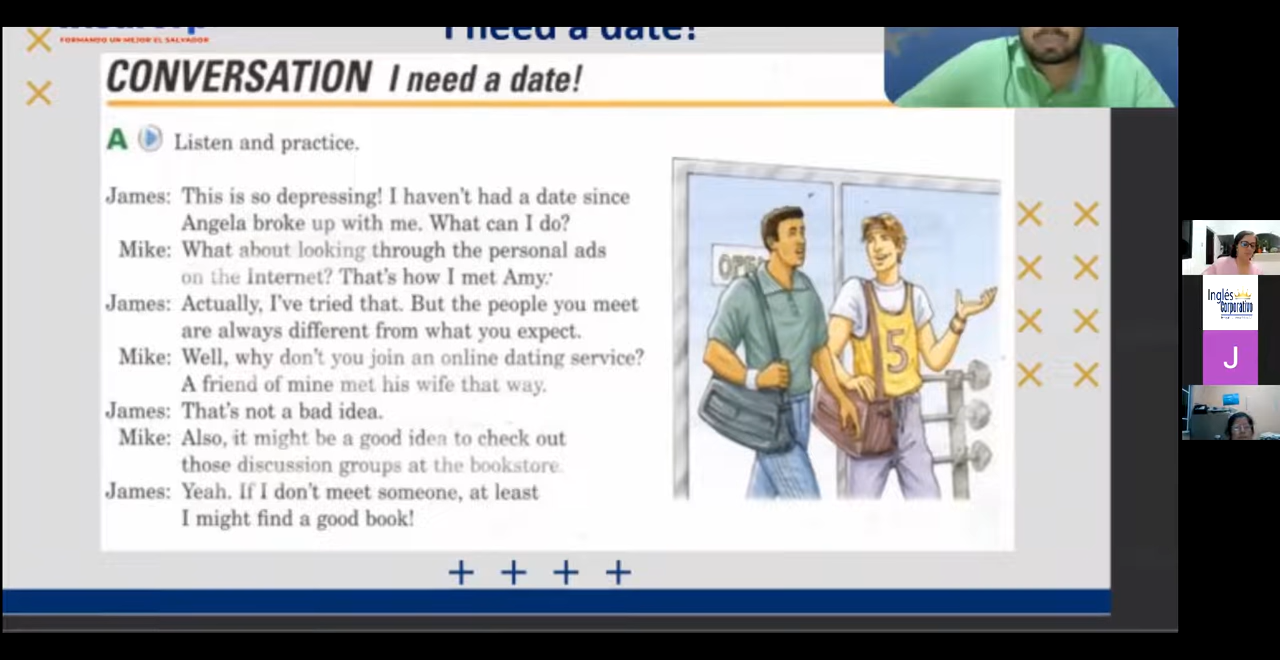 FORMANDO UN MEJOR EL SALVADOR
I need a date!
CONVERSATION I need a date!
A Listen and practice.
James: This is so depressing! I haven't had a date since
Angela broke up with me. What can I do?
Mike: What about looking through the personal ads
on the Internet? That's how I met Amy.
James: Actually, I've tried that. But the people you meet
are always different from what you expect.
Mike: Well, why don't you join an online dating service?
A friend of mine met his wife that way.
James: That's not a bad idea.
Mike: Also, it might be a good idea to check out
those discussion groups at the bookstore.
James: Yeah. If I don't meet someone, at least
I might find a good book!
OPE
5
Inglés
Corporativo
J